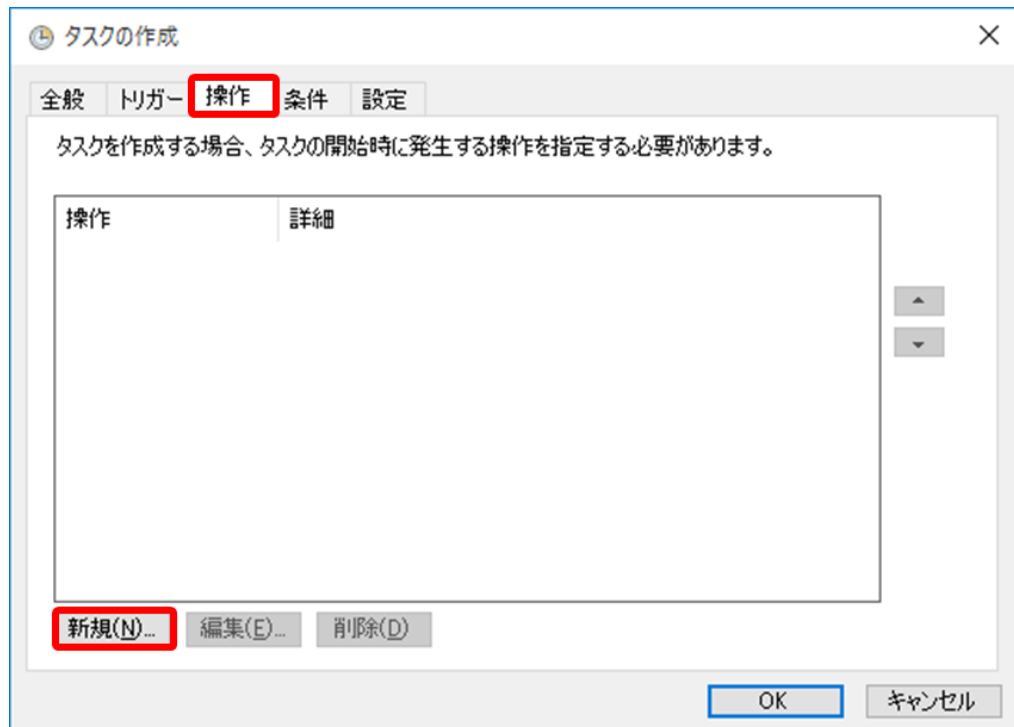 タスクの作成
全般 トリガー 操作 条件 設定
タスクを作成する場合、タスクの開始時に発生する操作を指定する必要があります。
操作 詳細
新規(N)... 編集(E)... 削除(D)
OK キャンセル